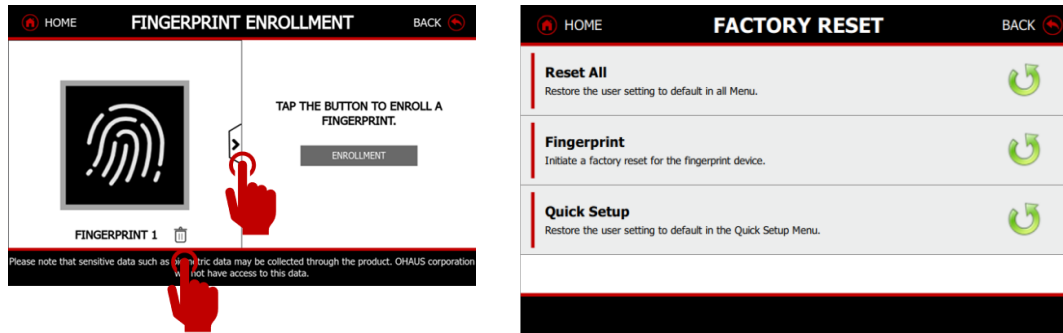 HOME FINGERPRINT ENROLLMENT BACK
TAP THE BUTTON TO ENROLL A
FINGERPRINT.
ENROLLMENT
FINGERPRINT 1
Please note that sensitive data such as biometric data may be collected through the product. OHAUS corporation
will not have access to this data.
HOME FACTORY RESET BACK
Reset All
Restore the user setting to default in all Menu.
Fingerprint
Initiate a factory reset for the fingerprint device.
Quick Setup
Restore the user setting to default in the Quick Setup Menu.